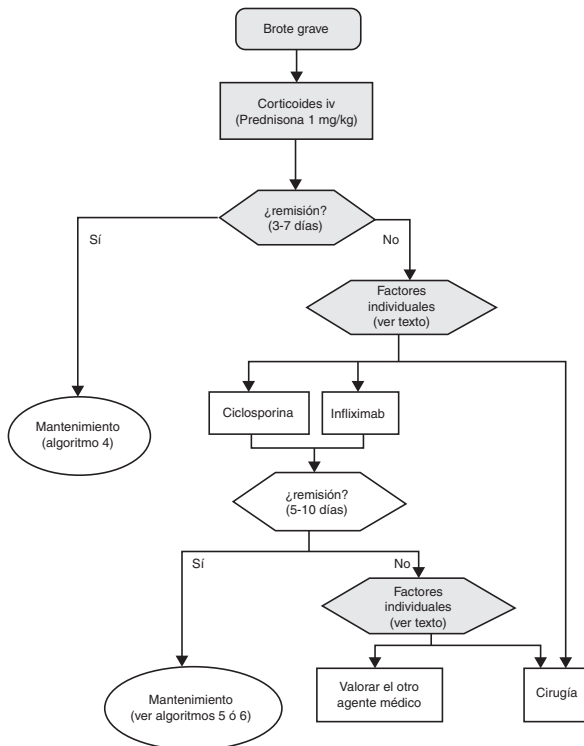 Brote grave
Corticoides iv
(Prednisona 1 mg/kg)
¿remisión?
(3-7 días)
Sí
No
Factores
individuales
(ver texto)
Ciclosporina
Infliximab
Mantenimiento
(algoritmo 4)
¿remisión?
(5-10 días)
Sí
No
Factores
individuales
(ver texto)
Mantenimiento
(ver algoritmos 5 ó 6)
Valorar el otro
agente médico
Cirugía